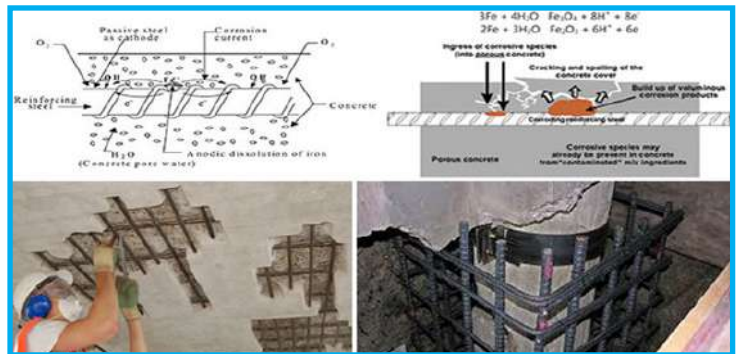 Passive steel
as cathode
Corrosion
current
O₂
O₂
Reinforcing
steel
Concrete
H₂O
(Concrete pore water)
Anodic dissolution of iron
3Fe + 4H₂O Fe₃O₄ + 8H⁺ + 8e⁻
2Fe + 3H₂O Fe₂O₃ + 6H⁺ + 6e
Ingress of corrosive species
(into porous concrete)
Cracking and spalling of the
concrete cover
Build up of voluminous
corrosion products
Corroding reinforcing steel
Porous concrete
Corrosive species may
already be present in concrete
from "contaminated" mix ingredients